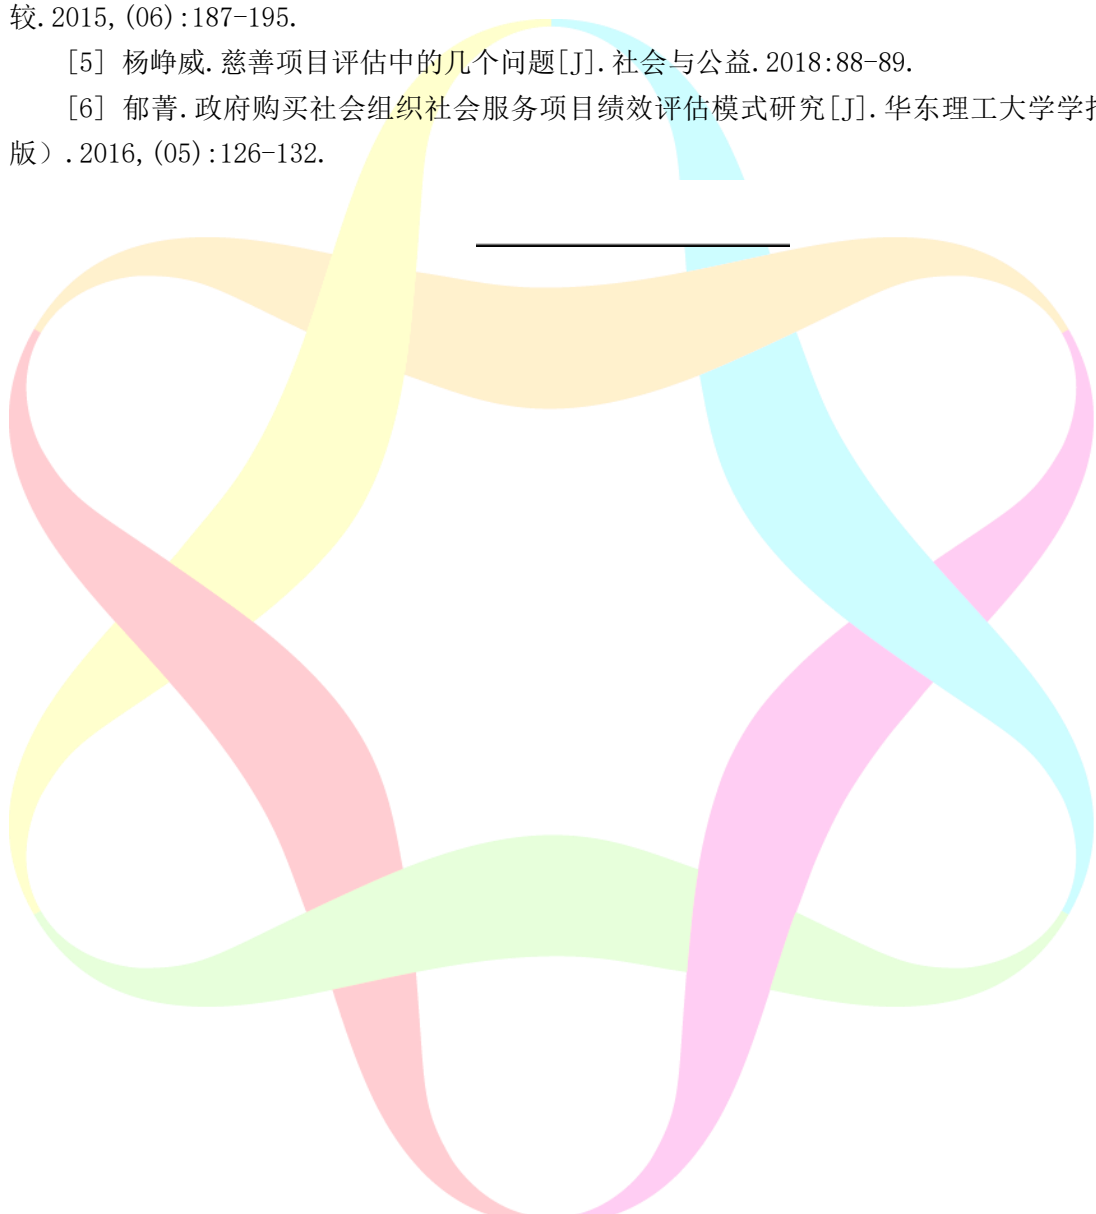 较.2015,(06):187-195.
[5] 杨峥威.慈善项目评估中的几个问题[J].社会与公益.2018:88-89.
[6] 郁菁.政府购买社会组织社会服务项目绩效评估模式研究[J].华东理工大学学
版）.2016,(05):126-132.